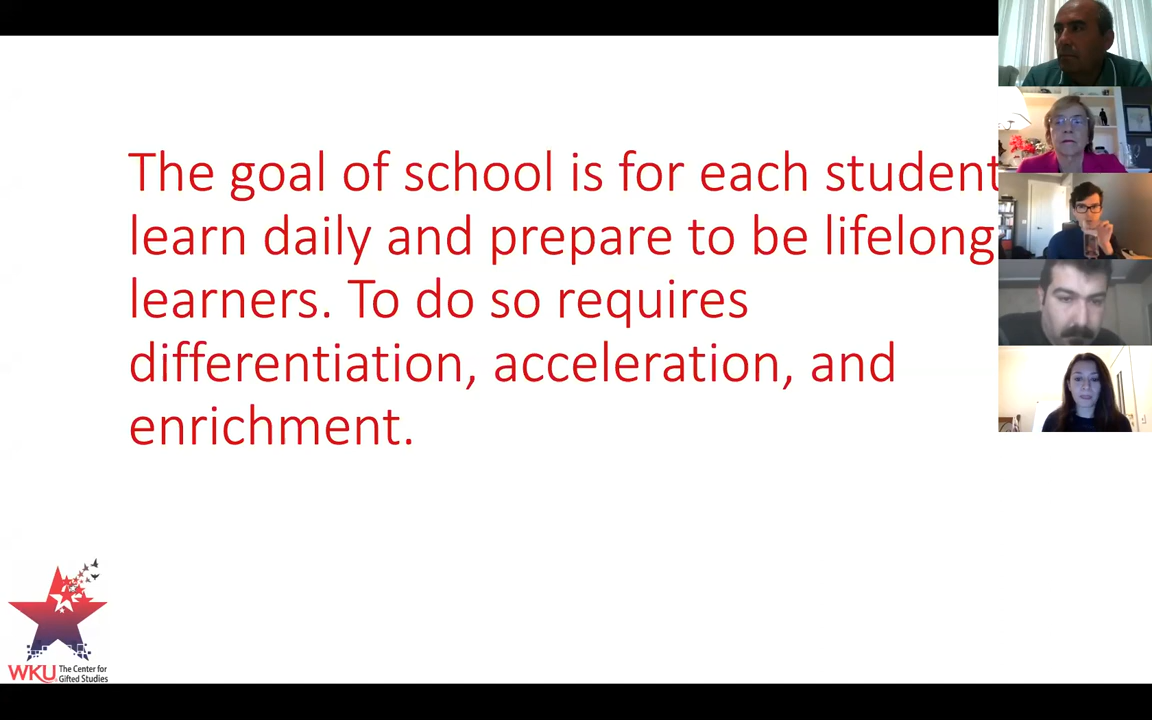 The goal of school is for each student
learn daily and prepare to be lifelong
learners. To do so requires
differentiation, acceleration, and
enrichment.
WKU The Center for
Gifted Studies